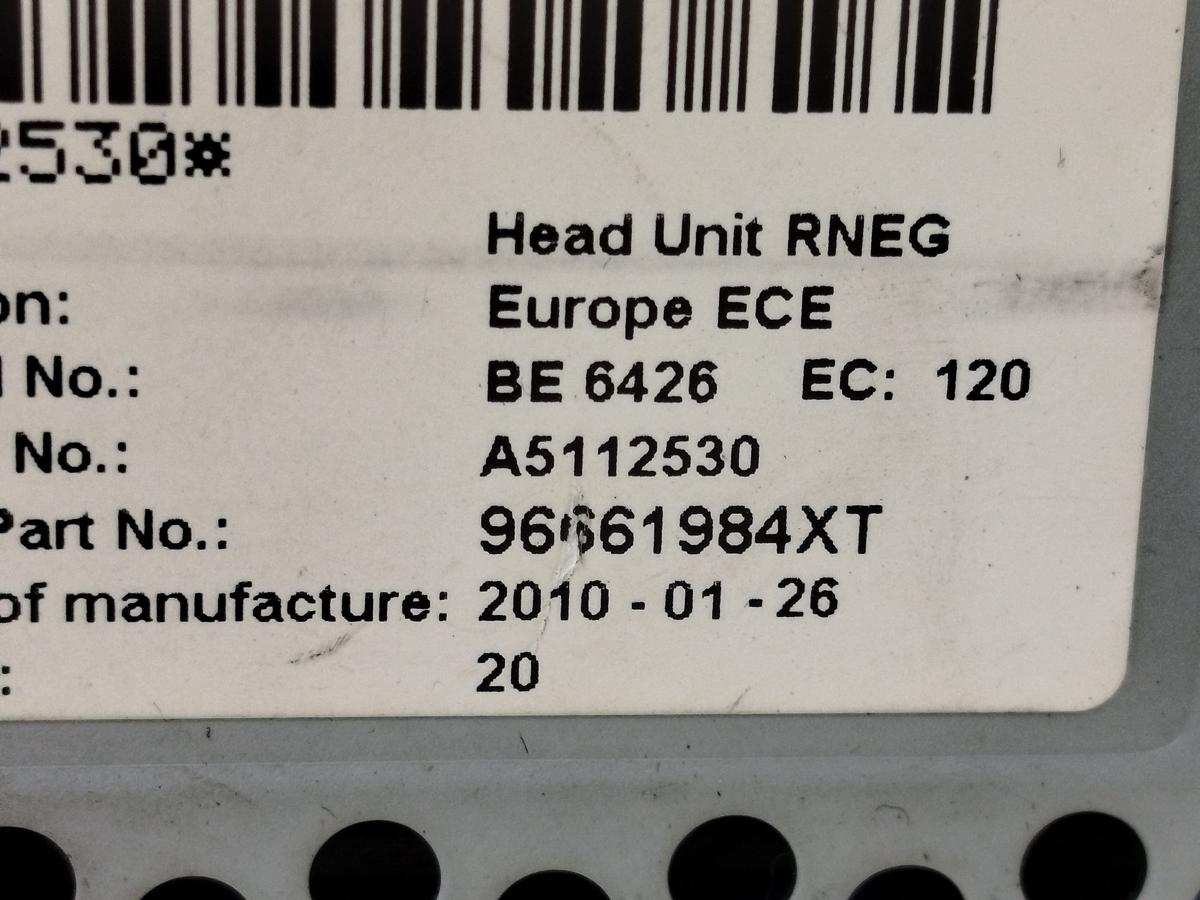 2530*
Head Unit RNEG
on: Europe ECE
No.: BE 6426 EC: 120
No.: A5112530
Part No.: 96661984XT
of manufacture: 2010 - 01 - 26
: 20